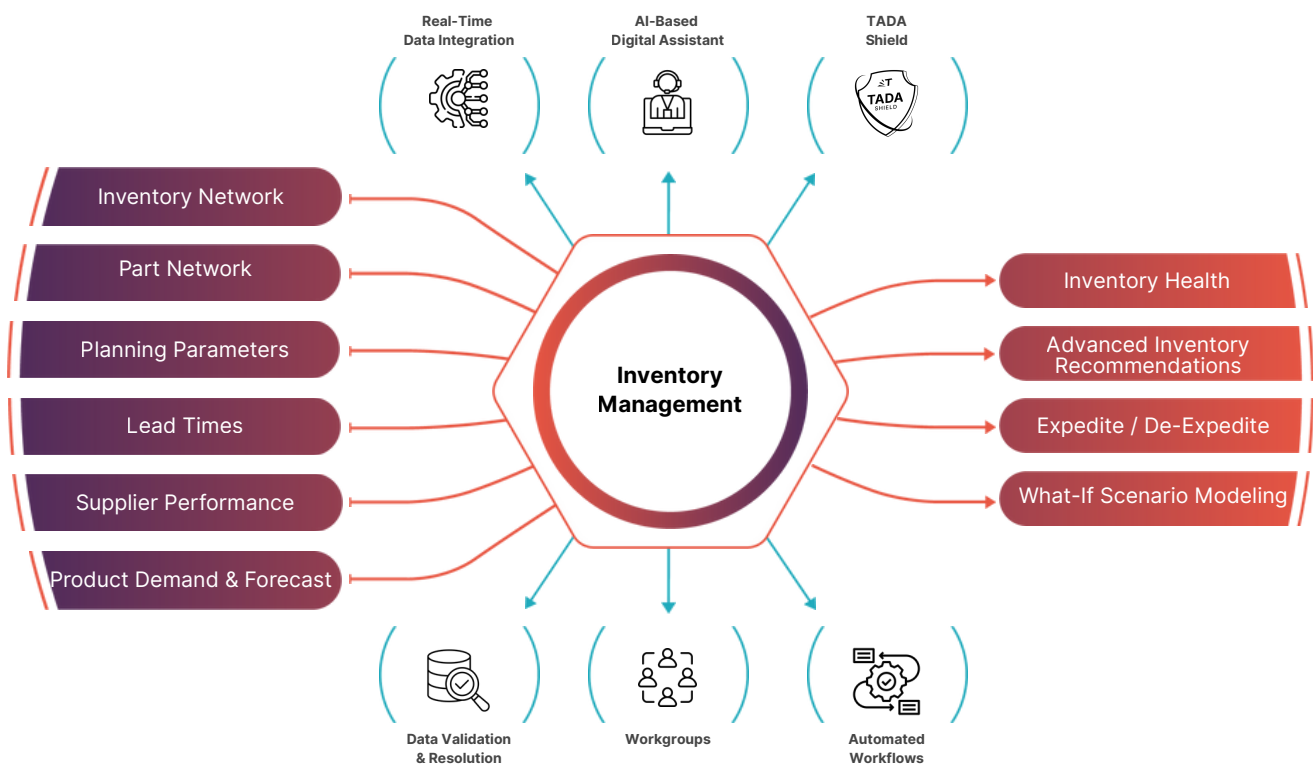 Real-Time
Data Integration
AI-Based
Digital Assistant
TADA
Shield
T
TADA
SHIELD
Inventory Network
Part Network
Planning Parameters
Lead Times
Supplier Performance
Product Demand & Forecast
Inventory
Management
Inventory Health
Advanced Inventory
Recommendations
Expedite / De-Expedite
What-If Scenario Modeling
Data Validation
& Resolution
Workgroups
Automated
Workflows